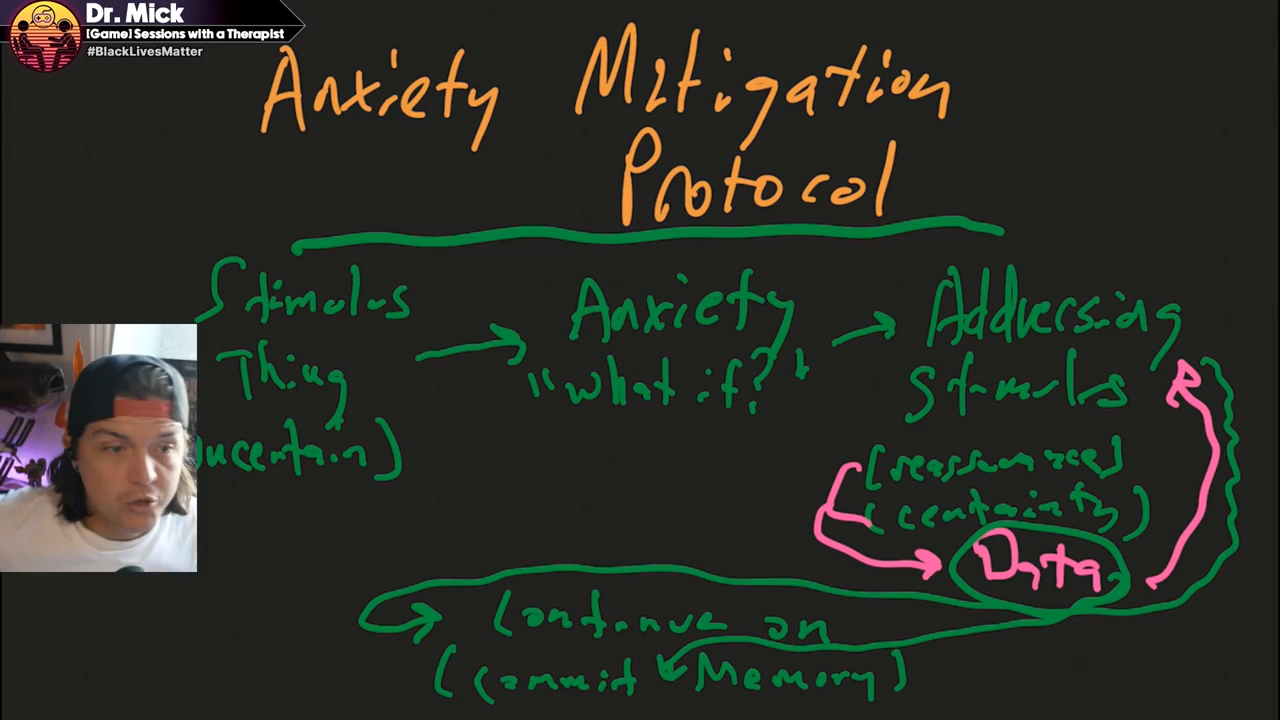 Dr. Mick
[Game] Sessions with a Therapist
#BlackLivesMatter
Anxiety Mitigation
Protocol
Stimulus
Thing
uncertain)
Anxiety
"What if?"
Addressing
Stimulus
(reassurance)
(certainty)
Data
Continue on
(Commit Memory)